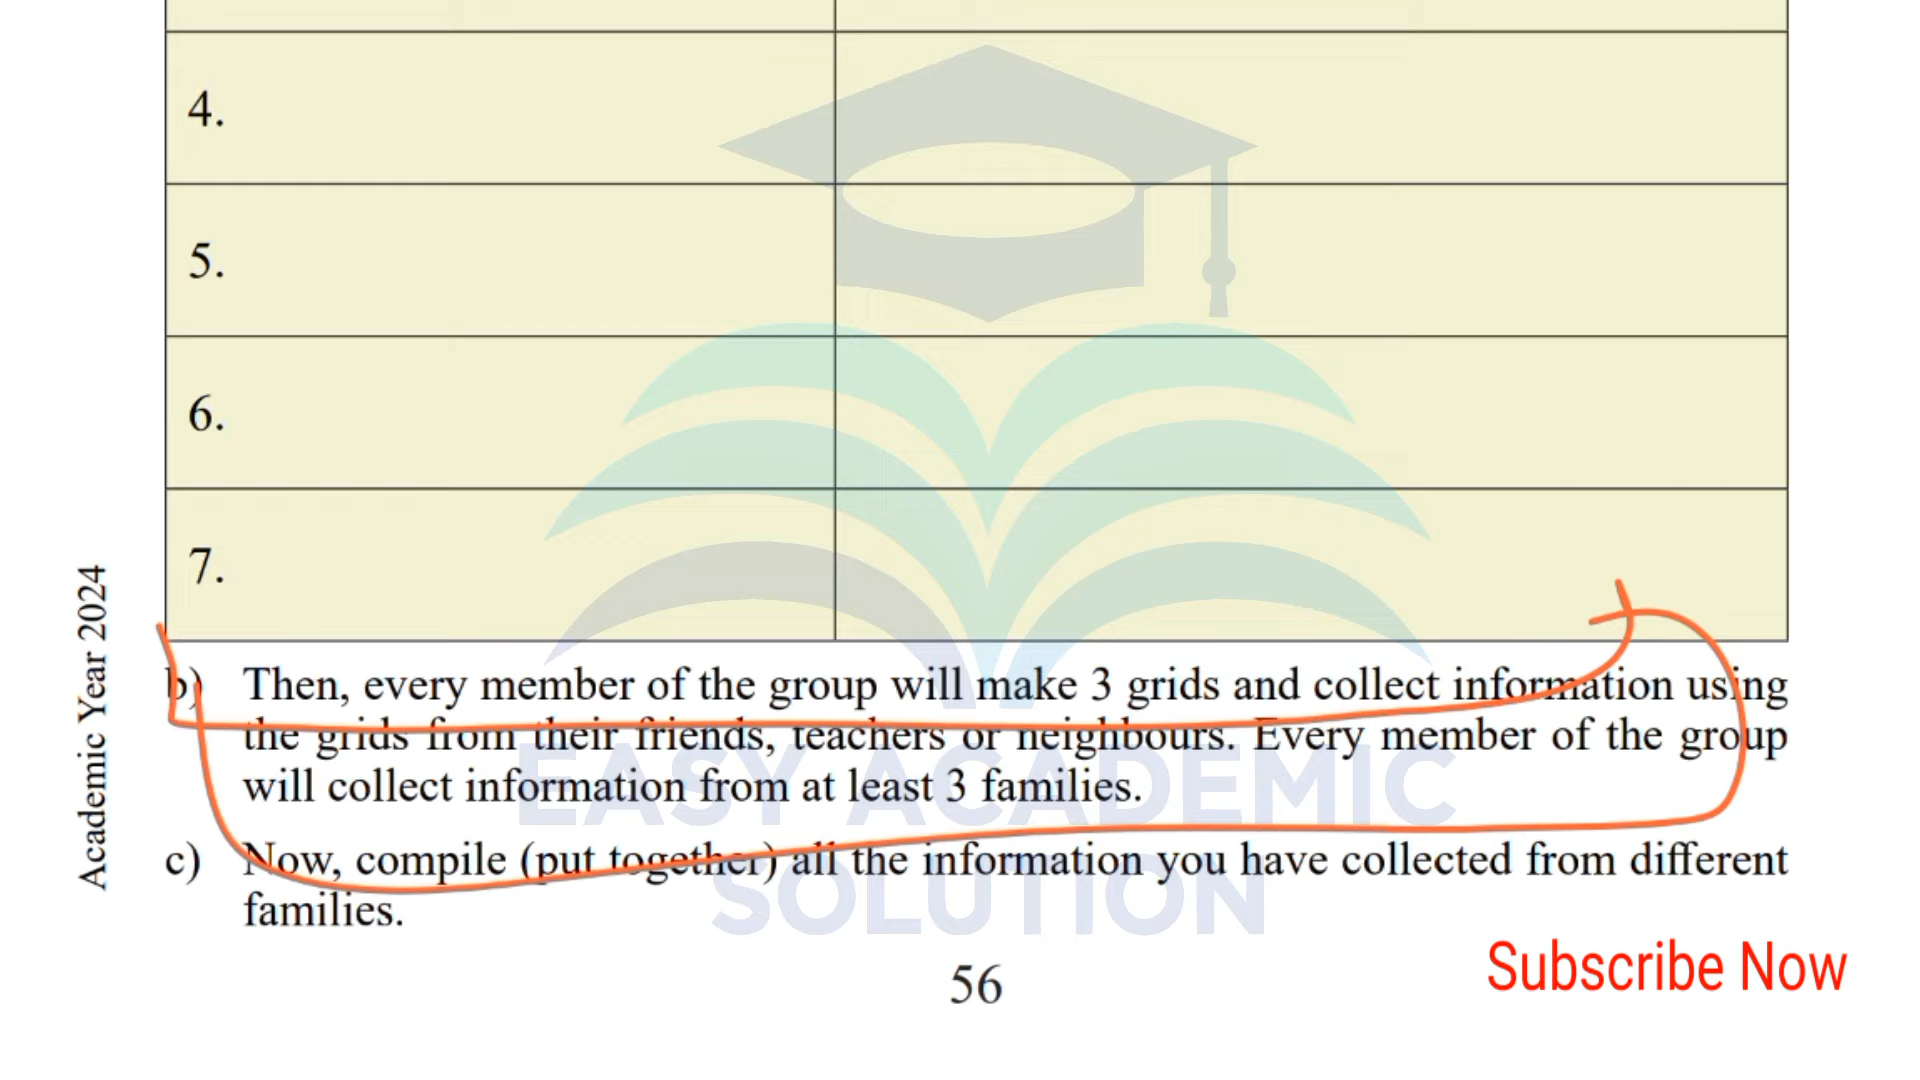 4.
5.
6.
7.
Academic Year 2024
b) Then, every member of the group will make 3 grids and collect information using
the grids from their friends, teachers or neighbours. Every member of the group
will collect information from at least 3 families.
EASY ACADEMIC
c) Now, compile (put together) all the information you have collected from different
families.
SOLUTION
56
Subscribe Now